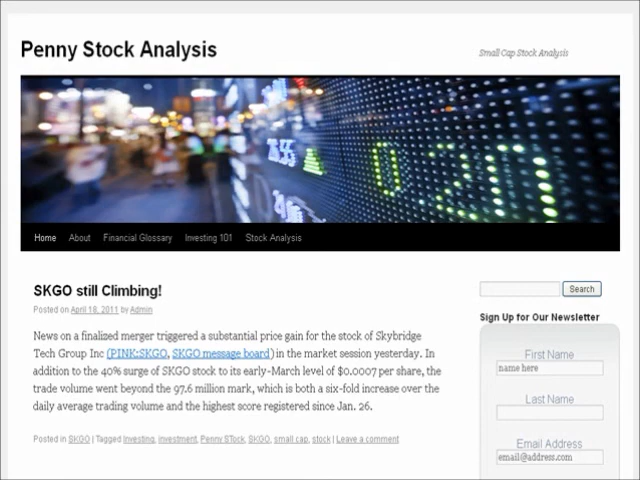 Penny Stock Analysis
Small Cap Stock Analysis
Home About Financial Glossary Investing 101 Stock Analysis
SKGO still Climbing!
Posted on April 18, 2011 by Admin
News on a finalized merger triggered a substantial price gain for the stock of Skybridge
Tech Group Inc (PINK:SKGO, SKGO message board) in the market session yesterday. In
addition to the 40% surge of SKGO stock to its early-March level of $0.0007 per share, the
trade volume went beyond the 97.6 million mark, which is both a six-fold increase over the
daily average trading volume and the highest score registered since Jan. 26.
Posted in SKGO | Tagged Investing, investment, Penny STock, SKGO, small cap, stock | Leave a comment
Search
Sign Up for Our Newsletter
First Name
name here
Last Name
Email Address
email@address.com